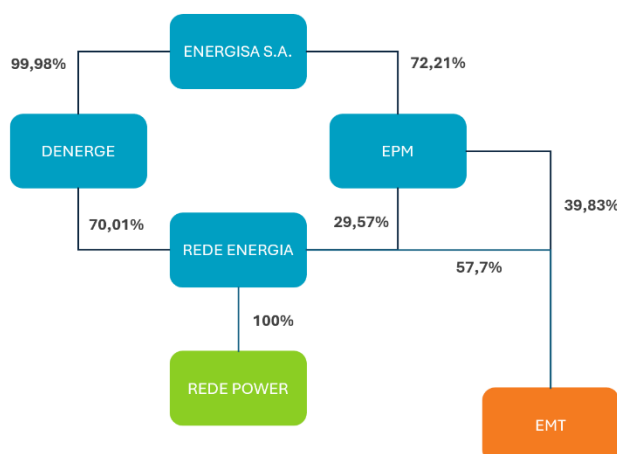 ENERGISA S.A.
99,98%
72,21%
DENERGE
EPM
39,83%
70,01%
29,57%
REDE ENERGIA
57,7%
100%
REDE POWER
EMT